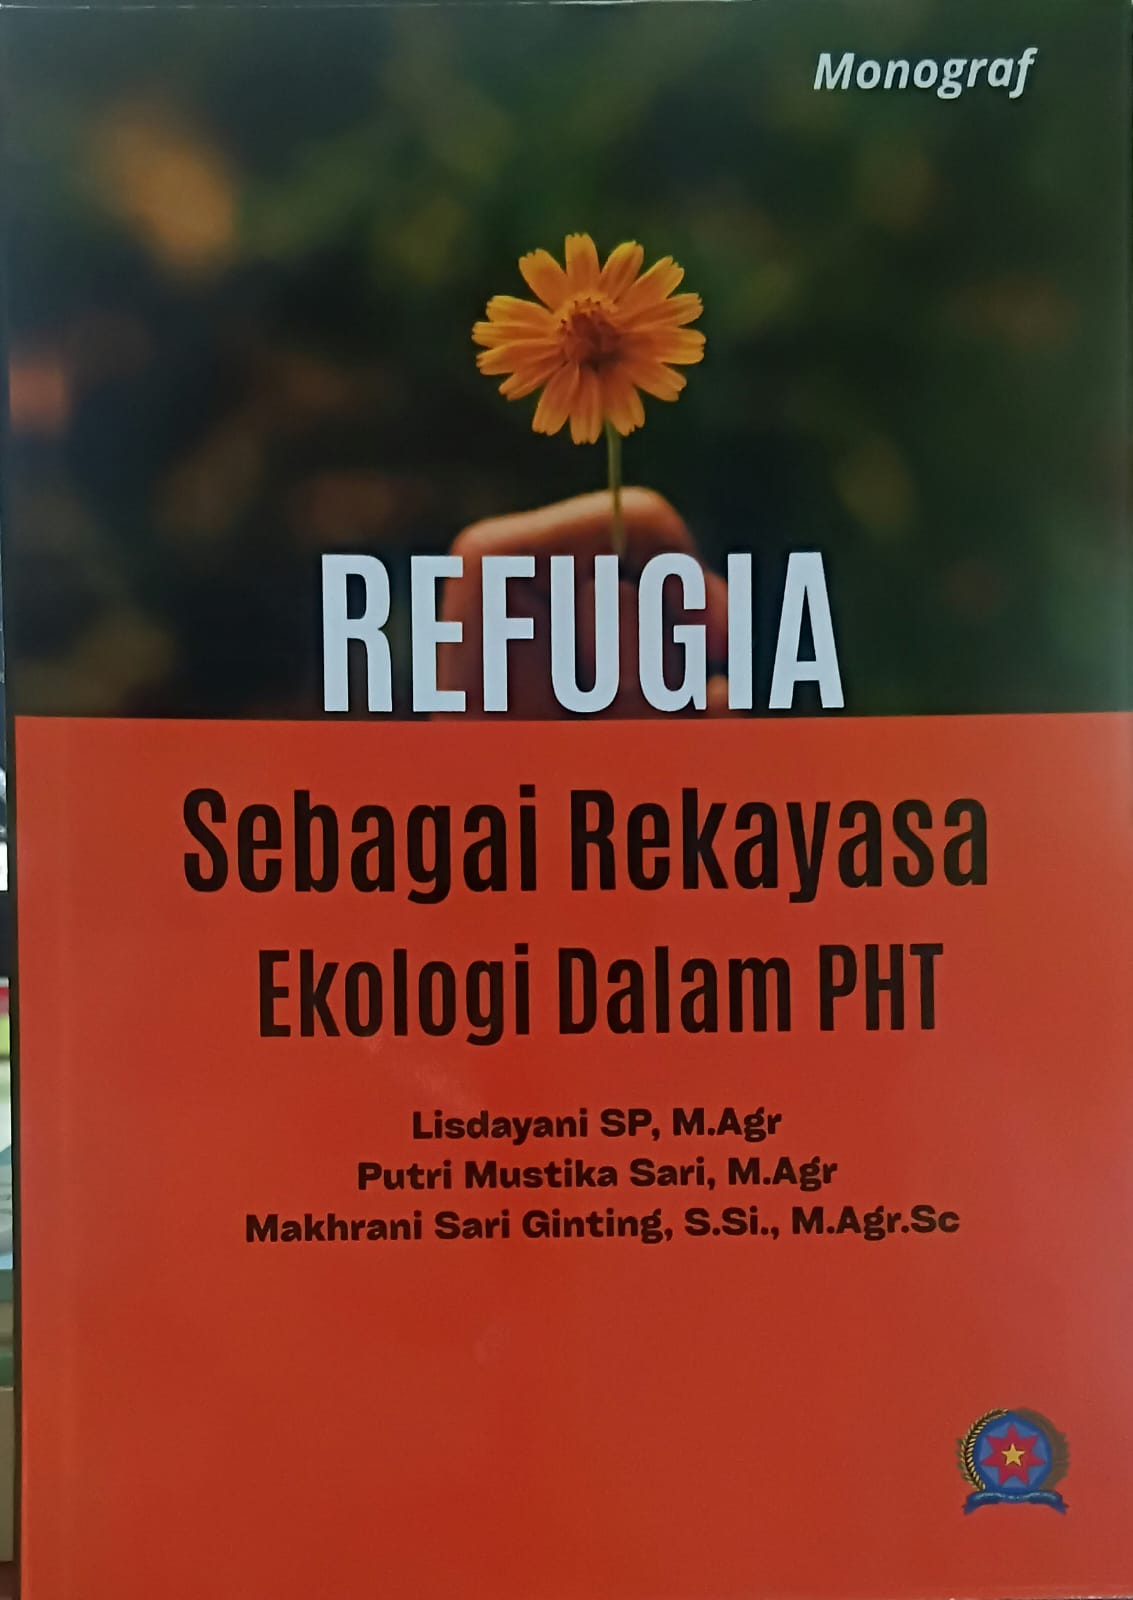 Monograf
REFUGIA
Sebagai Rekayasa
Ekologi Dalam PHT
Lisdayani SP, M.Agr
Putri Mustika Sari, M.Agr
Makhrani Sari Ginting, S.Si., M.Agr.Sc